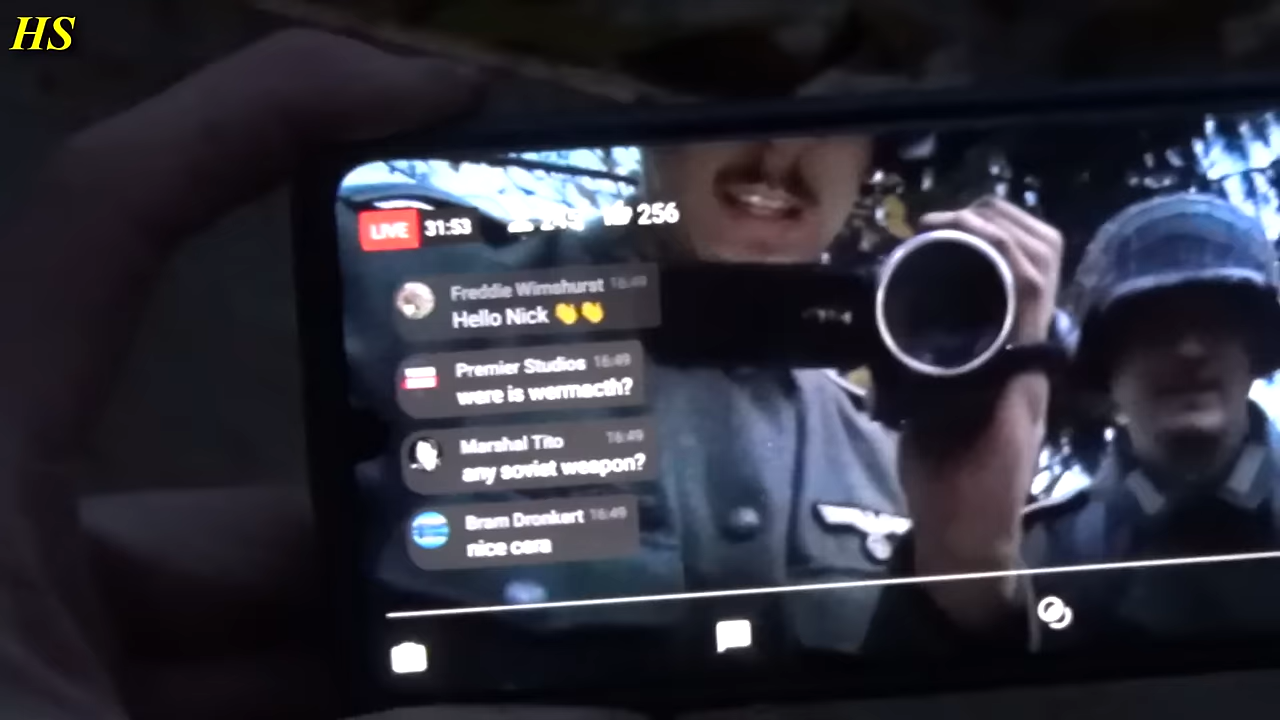 HS
LIVE 31:53 256
Freddie Wimshurst 16:49
Hello Nick 👏👏
Premier Studios 16:49
were is wermacth?
Marshal Tito 16:49
any soviet weapon?
Bram Dronkert 16:49
nice cara